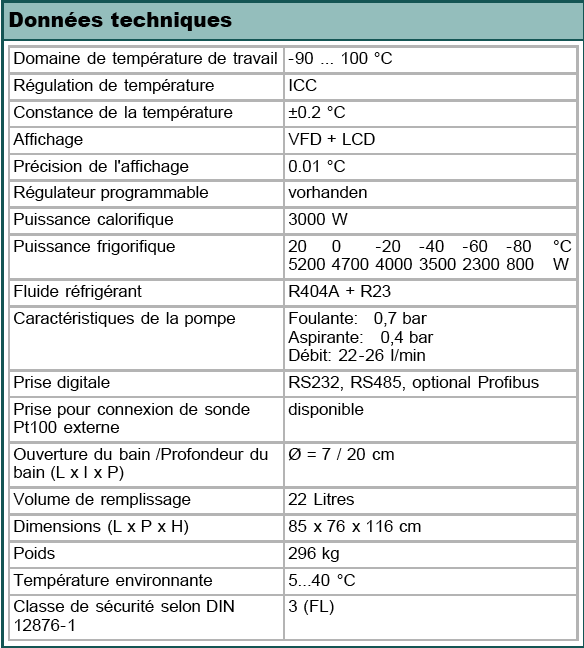 Données techniques
Domaine de température de travail -90 ... 100 °C
Régulation de température ICC
Constance de la température ±0.2 °C
Affichage VFD + LCD
Précision de l'affichage 0.01 °C
Régulateur programmable vorhanden
Puissance calorifique 3000 W
Puissance frigorifique 20 0 -20 -40 -60 -80 °C
5200 4700 4000 3500 2300 800 W
Fluide réfrigérant R404A + R23
Caractéristiques de la pompe Foulante: 0,7 bar
Aspirante: 0,4 bar
Débit: 22-26 l/min
Prise digitale RS232, RS485, optional Profibus
Prise pour connexion de sonde disponible
Pt100 externe
Ouverture du bain /Profondeur du Ø = 7 / 20 cm
bain (L x l x P)
Volume de remplissage 22 Litres
Dimensions (L x P x H) 85 x 76 x 116 cm
Poids 296 kg
Température environnante 5...40 °C
Classe de sécurité selon DIN 3 (FL)
12876-1